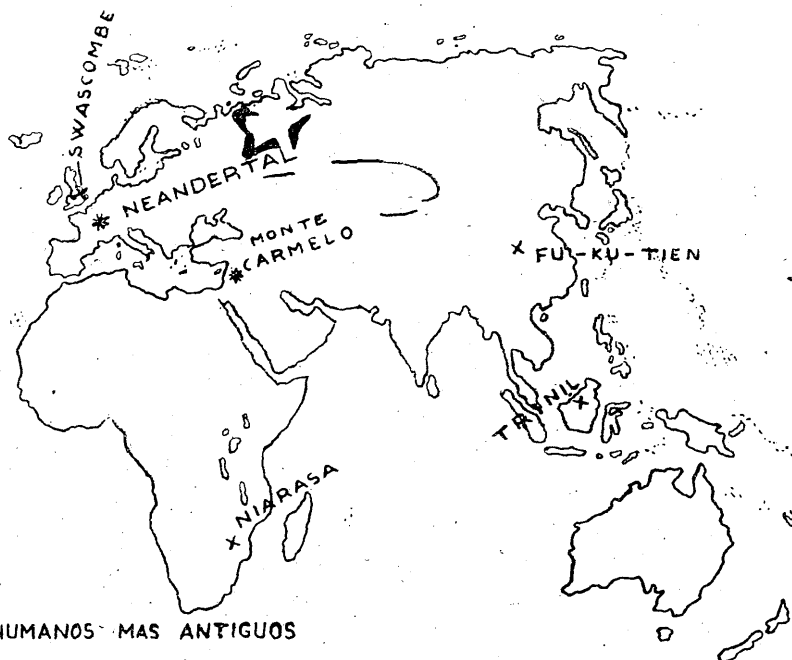 SWASCOMBE
NEANDERTAL
MONTE
CARMELO
FU-KU-TIEN
TRINIL
NIARASA
HUMANOS MAS ANTIGUOS